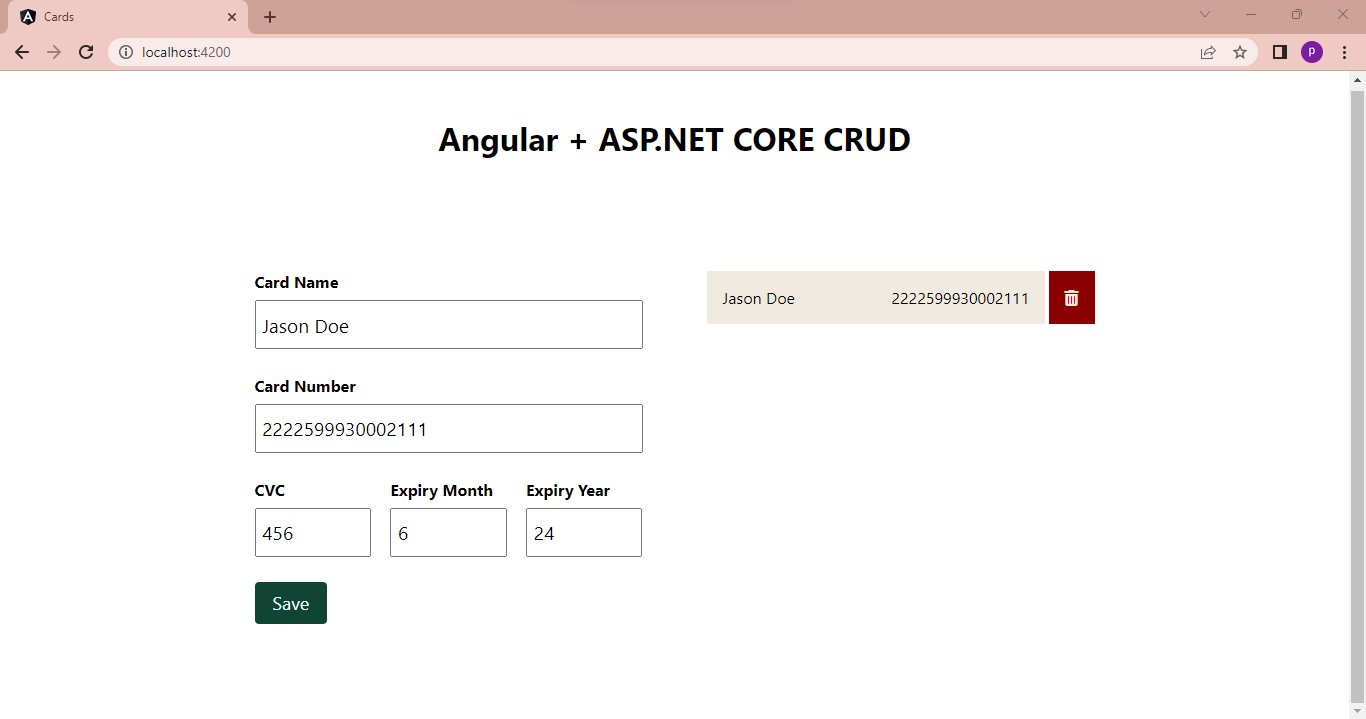 Cards
localhost:4200
P
Angular + ASP.NET CORE CRUD
Card Name
Jason Doe
Card Number
2222599930002111
CVC Expiry Month Expiry Year
456 6 24
Save
Jason Doe 2222599930002111